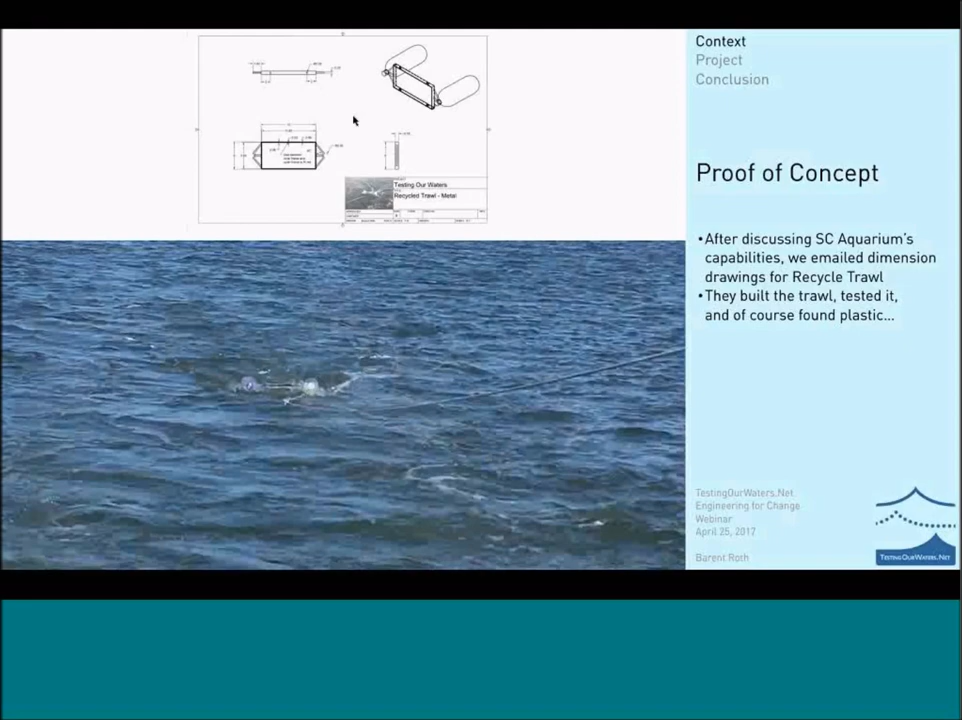 Testing Our Waters
Recycled Trawl - Metal
Context
Project
Conclusion
Proof of Concept
•After discussing SC Aquarium's
capabilities, we emailed dimension
drawings for Recycle Trawl
•They built the trawl, tested it,
and of course found plastic...
TestingOurWaters.Net
Engineering for Change
Webinar
April 25, 2017
Barent Roth
TESTINGOURWATERS.NET